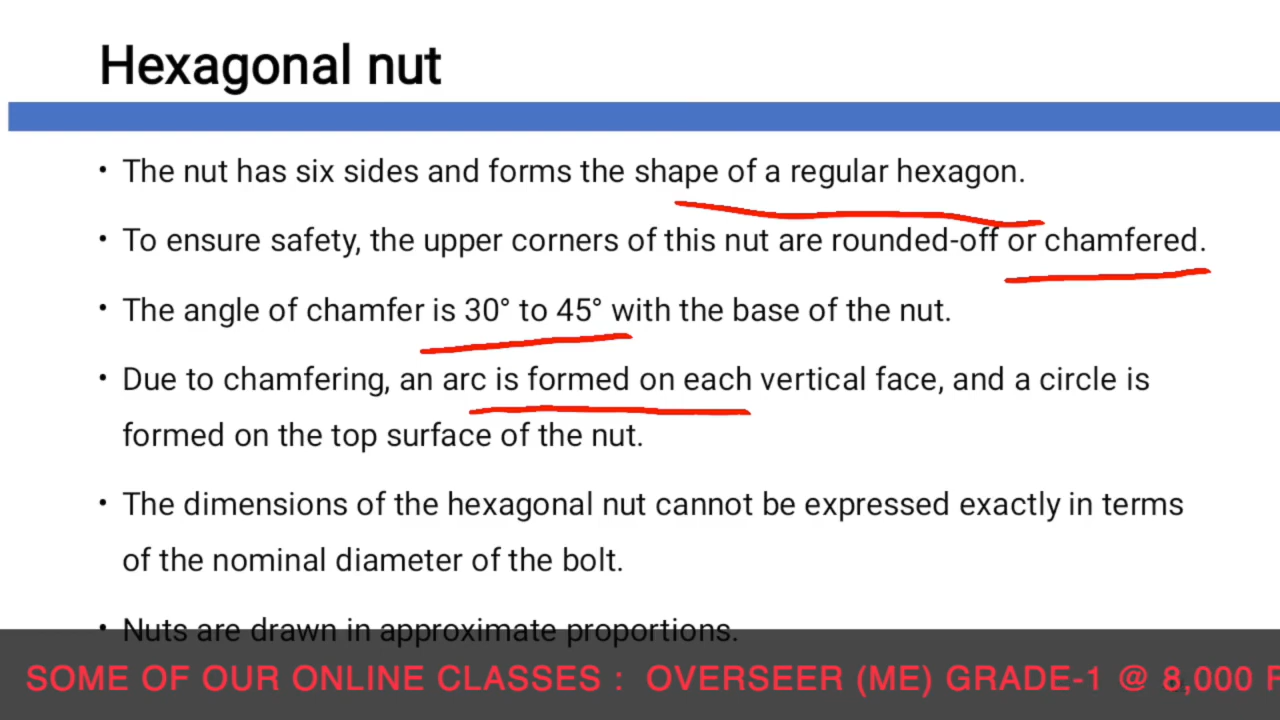 Hexagonal nut
• The nut has six sides and forms the shape of a regular hexagon.
• To ensure safety, the upper corners of this nut are rounded-off or chamfered.
• The angle of chamfer is 30° to 45° with the base of the nut.
• Due to chamfering, an arc is formed on each vertical face, and a circle is
formed on the top surface of the nut.
• The dimensions of the hexagonal nut cannot be expressed exactly in terms
of the nominal diameter of the bolt.
• Nuts are drawn in approximate proportions.
SOME OF OUR ONLINE CLASSES : OVERSEER (ME) GRADE-1 @ 8,000